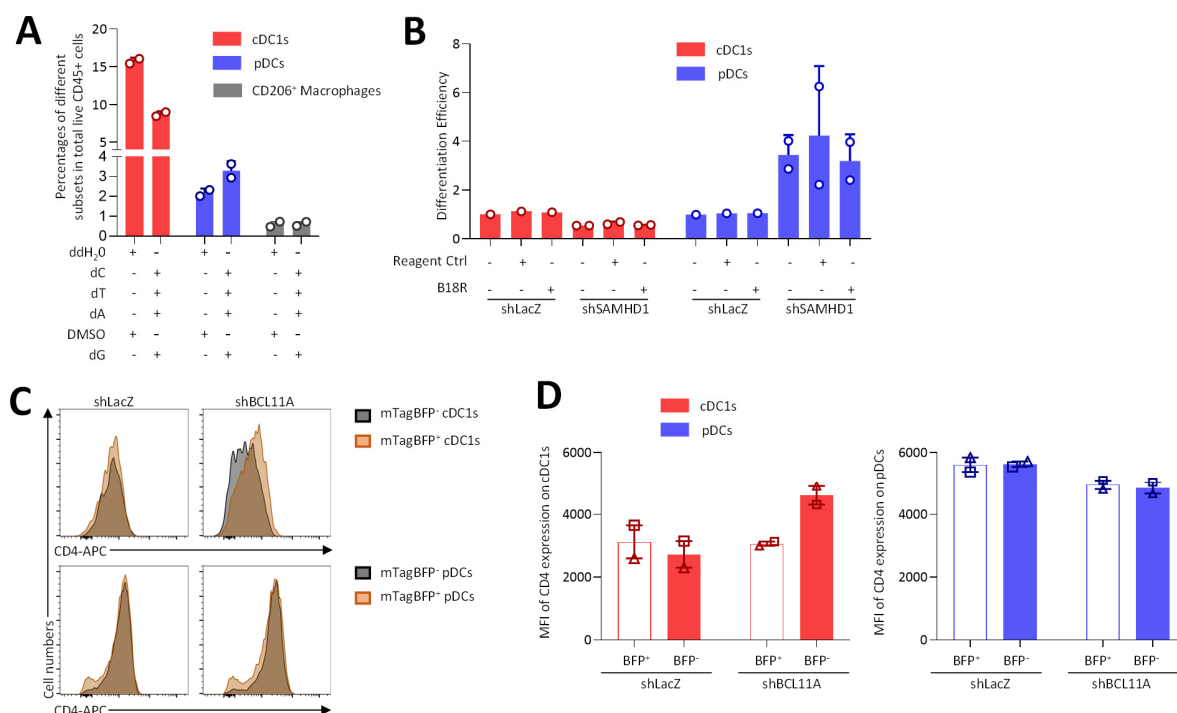 A
Percentages of different
subsets in total live CD45+ cells
20
15
10
5
4
3
2
1
0
cDC1s
pDCs
CD206⁺ Macrophages
ddH₂0 + - + - + -
dC - + - + - +
dT - + - + - +
dA - + - + - +
DMSO + - + - + -
dG - + - + - +
B
Differentiation Efficiency
8
6
4
2
0
cDC1s
pDCs
Reagent Ctrl - + - - + - - + - - + -
B18R - - + - - + - - + - - +
shLacZ shSAMHD1 shLacZ shSAMHD1
C
shLacZ shBCL11A
mTagBFP⁻ cDC1s
mTagBFP⁺ cDC1s
CD4-APC
mTagBFP⁻ pDCs
mTagBFP⁺ pDCs
Cell numbers
CD4-APC
D
cDC1s
pDCs
MFI of CD4 expression on cDC1s
6000
4000
2000
0
BFP⁺ BFP⁻ BFP⁺ BFP⁻
shLacZ shBCL11A
MFI of CD4 expression on pDCs
6000
4000
2000
0
BFP⁺ BFP⁻ BFP⁺ BFP⁻
shLacZ shBCL11A